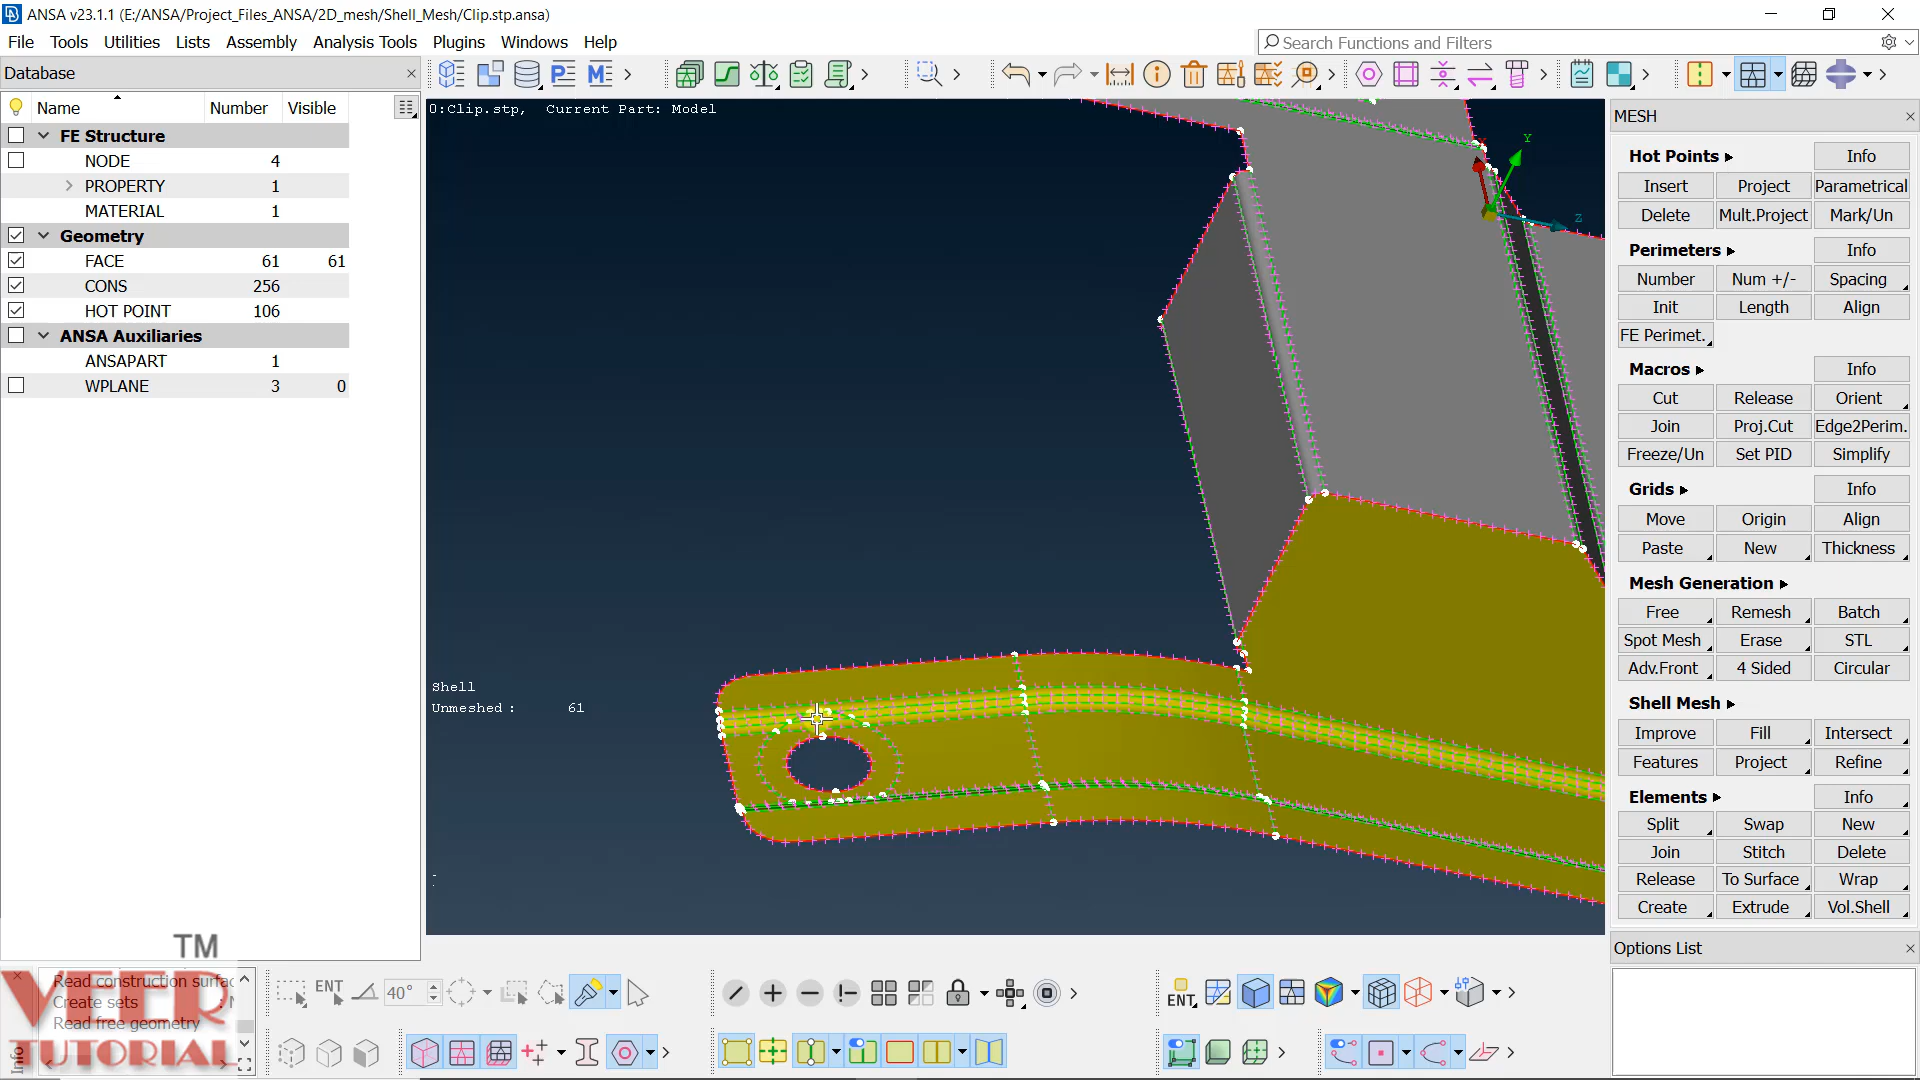 ANSA v23.1.1 (E:/ANSA/Project_Files_ANSA/2D_mesh/Shell_Mesh/Clip.stp.ansa)
File Tools Utilities Lists Assembly Analysis Tools Plugins Windows Help
Search Functions and Filters
Database
Name Number Visible
FE Structure
NODE 4
PROPERTY 1
MATERIAL 1
Geometry
FACE 61 61
CONS 256
HOT POINT 106
ANSA Auxiliaries
ANSAPART 1
WPLANE 3 0
0:Clip.stp, Current Part: Model
Y
Z
Shell
Unmeshed : 61
MESH
Hot Points Info
Insert Project Parametrical
Delete Mult.Project Mark/Un
Perimeters Info
Number Num +/- Spacing
Init Length Align
FE Perimet.
Macros Info
Cut Release Orient
Join Proj.Cut Edge2Perim.
Freeze/Un Set PID Simplify
Grids Info
Move Origin Align
Paste New Thickness
Mesh Generation
Free Remesh Batch
Spot Mesh Erase STL
Adv.Front 4 Sided Circular
Shell Mesh
Improve Fill Intersect
Features Project Refine
Elements Info
Split Swap New
Join Stitch Delete
Release To Surface Wrap
Create Extrude Vol.Shell
Options List
TM
VEER
TUTORIAL
Read construction surfac
Create sets :
Read free geometry
Info
ENT
40°
ENT